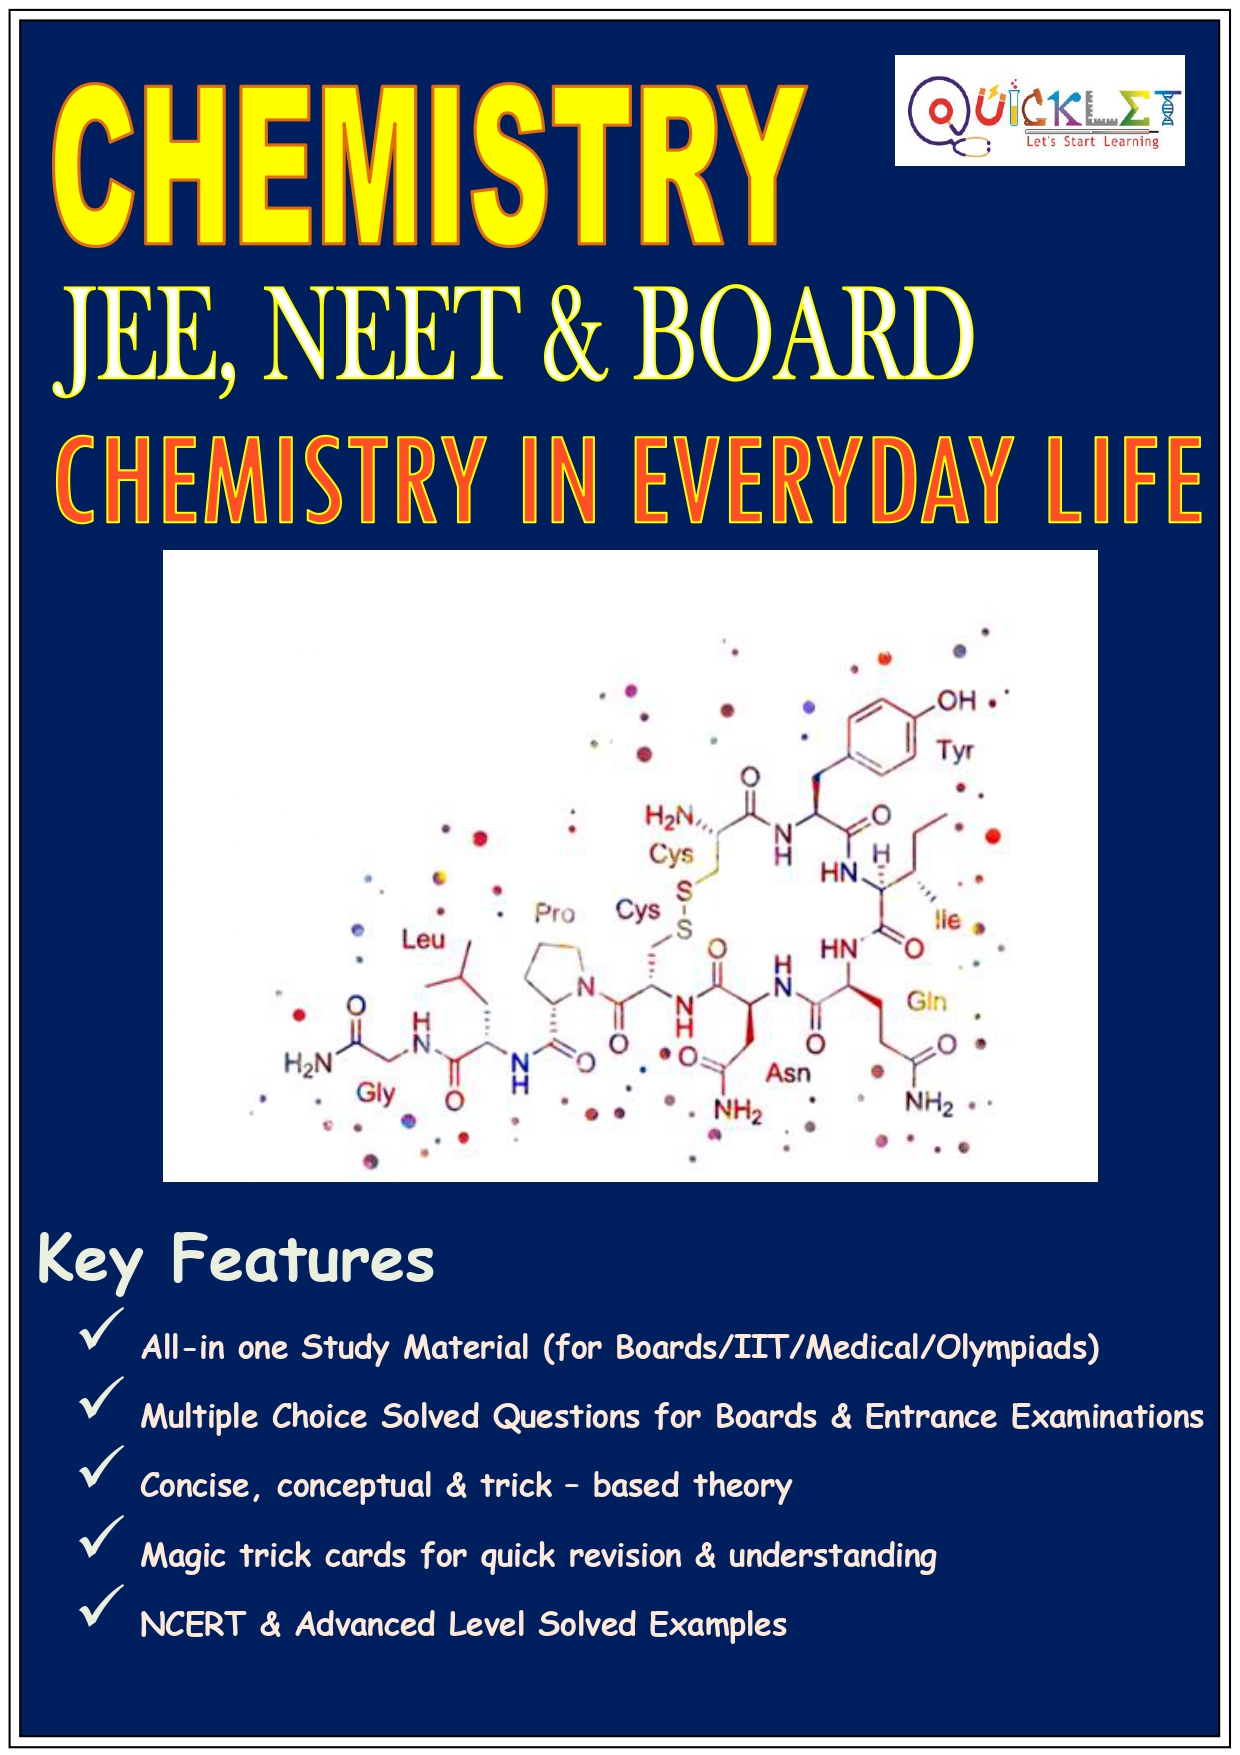 CHEMISTRY
QUICKLET
Let's Start Learning
JEE, NEET & BOARD
CHEMISTRY IN EVERYDAY LIFE
OH
Tyr
O
H₂N
O
N
H
Cys
HN
H
S
Cys
Pro
Ile
Leu
S
O
HN
O
H
N
N
Gln
O
H
N
N
H
O
O
O
H₂N
N
H
O
O
Asn
Gly
O
NH₂
NH₂
Key Features
✓ All-in one Study Material (for Boards/IIT/Medical/Olympiads)
✓ Multiple Choice Solved Questions for Boards & Entrance Examinations
✓ Concise, conceptual & trick – based theory
✓ Magic trick cards for quick revision & understanding
✓ NCERT & Advanced Level Solved Examples